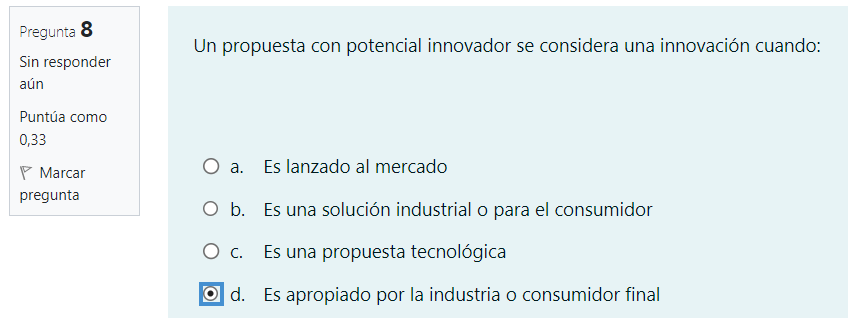 Pregunta 8
Sin responder
aún
Puntúa como
0,33
Marcar
pregunta
Un propuesta con potencial innovador se considera una innovación cuando:
a. Es lanzado al mercado
b. Es una solución industrial o para el consumidor
c. Es una propuesta tecnológica
d. Es apropiado por la industria o consumidor final